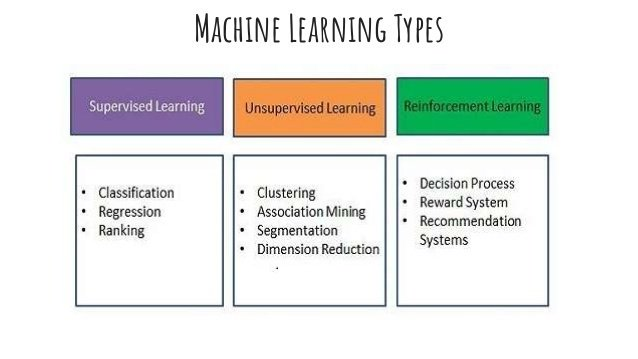 Machine Learning Types
Supervised Learning
Unsupervised Learning
Reinforcement Learning
• Classification
• Regression
• Ranking
• Clustering
• Association Mining
• Segmentation
• Dimension Reduction
.
• Decision Process
• Reward System
• Recommendation
Systems